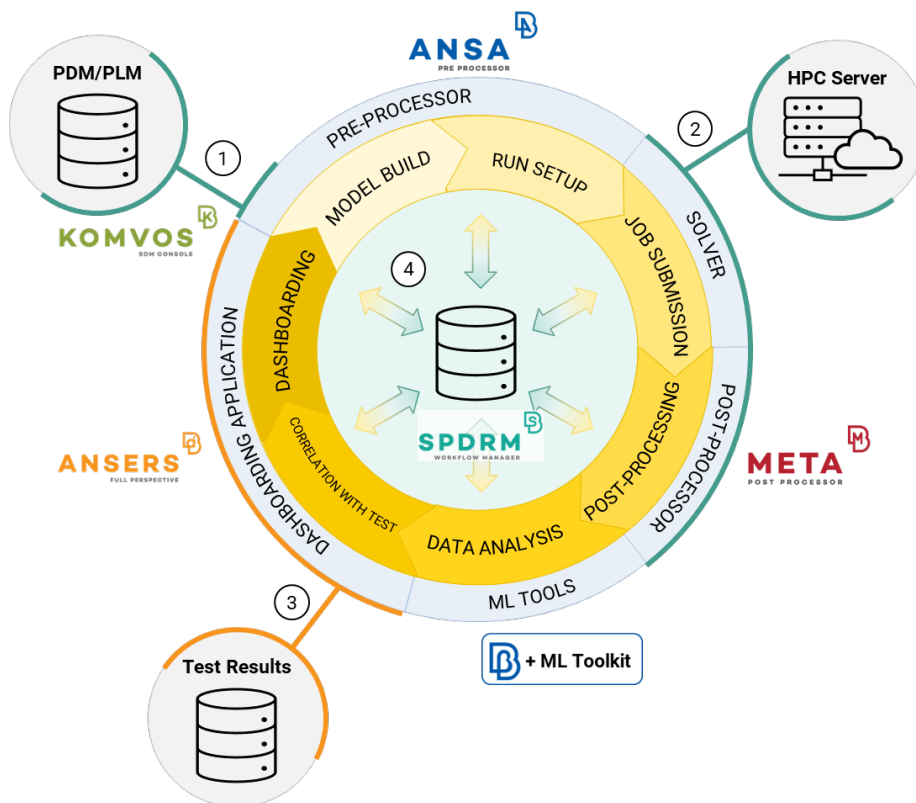 ANSA
PRE PROCESSOR
PDM/PLM
HPC Server
1
2
PRE-PROCESSOR
MODEL BUILD
RUN SETUP
KOMVOS
SDM CONSOLE
SOLVER
JOB SUBMISSION
4
DASHBOARDING
DASHBOARDING APPLICATION
SPDRM
WORKFLOW MANAGER
ANSERS
FULL PERSPECTIVE
CORRELATION WITH TEST
POST-PROCESSING
POST-PROCESSOR
META
POST PROCESSOR
DATA ANALYSIS
ML TOOLS
3
Test Results
β + ML Toolkit